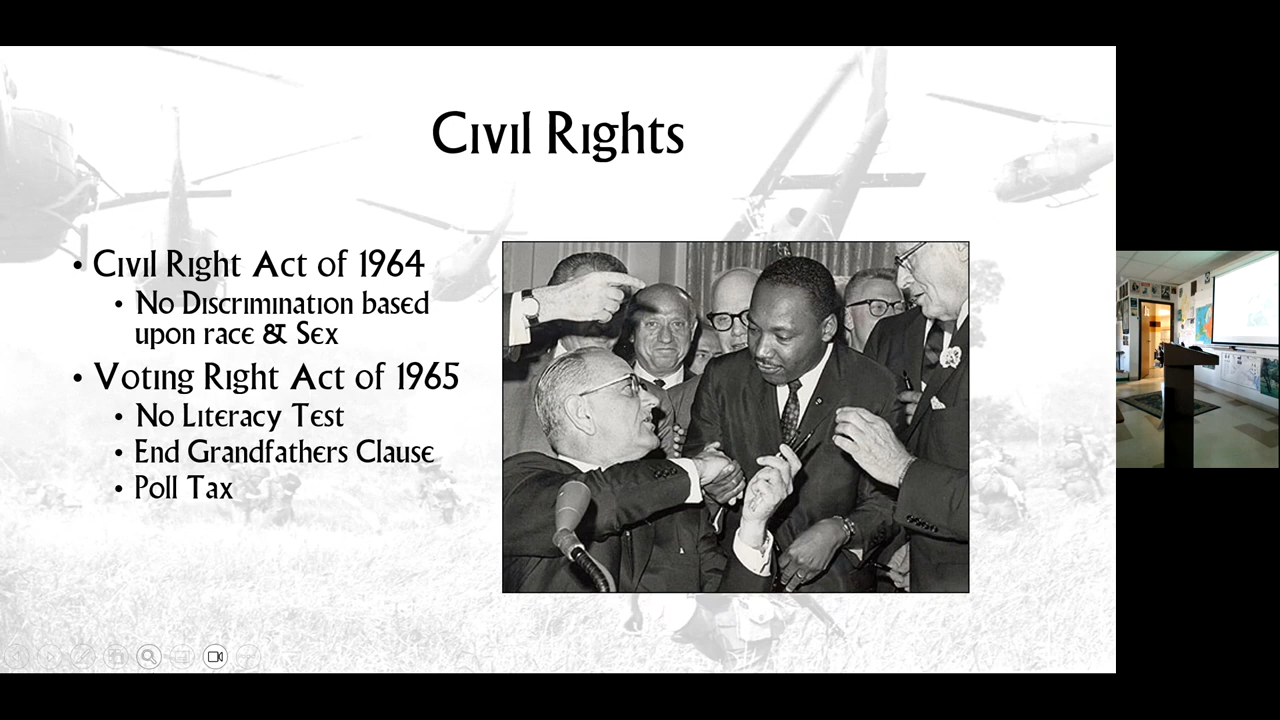 Civil Rights
• Civil Right Act of 1964
• No Discrimination based
upon race & Sex
• Voting Right Act of 1965
• No Literacy Test
• End Grandfathers Clause
• Poll Tax